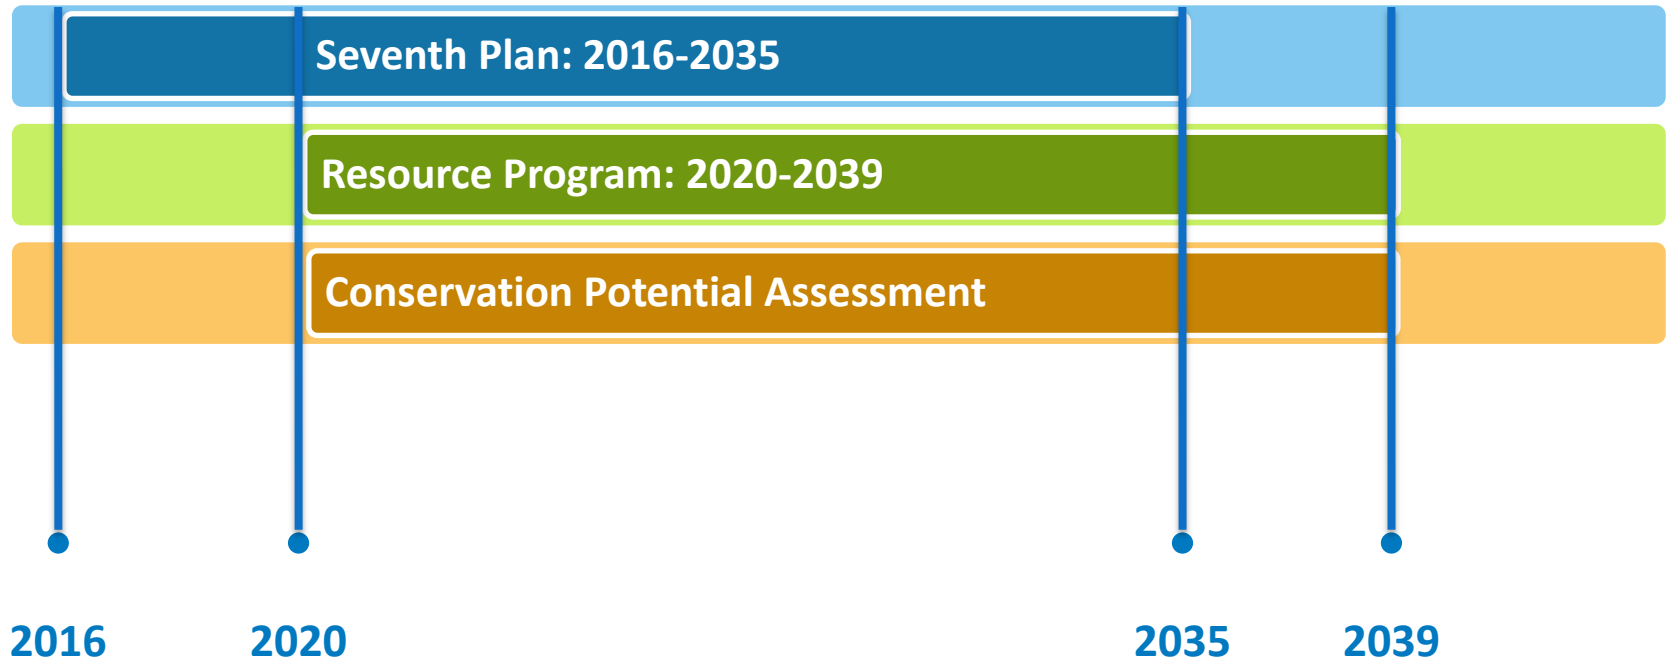 Seventh Plan: 2016-2035
Resource Program: 2020-2039
Conservation Potential Assessment
2016 2020 2035 2039